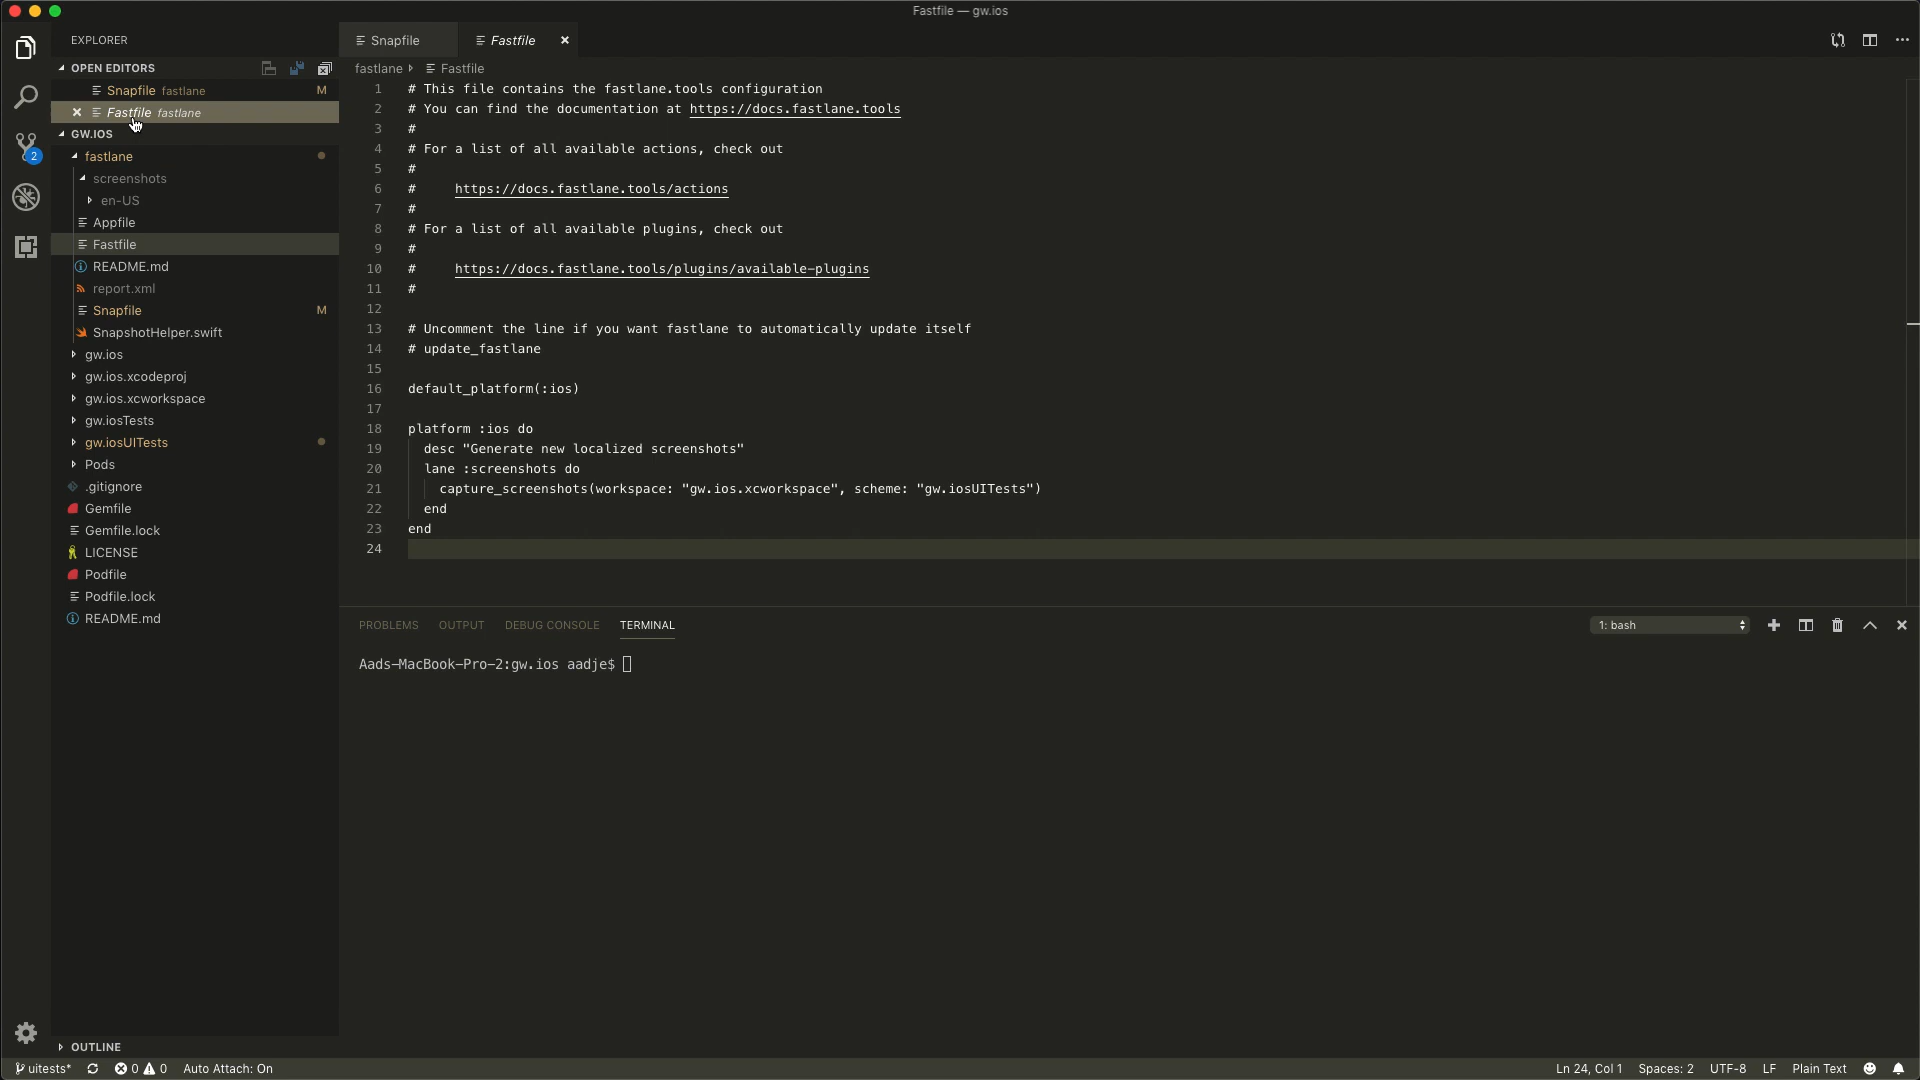 Fastfile — gw.ios
EXPLORER
OPEN EDITORS
Snapfile fastlane M
Fastfile fastlane
GW.IOS
fastlane
screenshots
en-US
Appfile
Fastfile
README.md
report.xml
Snapfile M
SnapshotHelper.swift
gw.ios
gw.ios.xcodeproj
gw.ios.xcworkspace
gw.iosTests
gw.iosUITests
Pods
.gitignore
Gemfile
Gemfile.lock
LICENSE
Podfile
Podfile.lock
README.md
OUTLINE
2
Snapfile
Fastfile
fastlane Fastfile
1 # This file contains the fastlane.tools configuration
2 # You can find the documentation at https://docs.fastlane.tools
3 #
4 # For a list of all available actions, check out
5 #
6 #     https://docs.fastlane.tools/actions
7 #
8 # For a list of all available plugins, check out
9 #
10 #     https://docs.fastlane.tools/plugins/available-plugins
11 #
12
13 # Uncomment the line if you want fastlane to automatically update itself
14 # update_fastlane
15
16 default_platform(:ios)
17
18 platform :ios do
19   desc "Generate new localized screenshots"
20   lane :screenshots do
21     capture_screenshots(workspace: "gw.ios.xcworkspace", scheme: "gw.iosUITests")
22   end
23 end
24
PROBLEMS OUTPUT DEBUG CONSOLE TERMINAL
1: bash
Aads-MacBook-Pro-2:gw.ios aadje$
uitests* 0 0 Auto Attach: On
Ln 24, Col 1 Spaces: 2 UTF-8 LF Plain Text